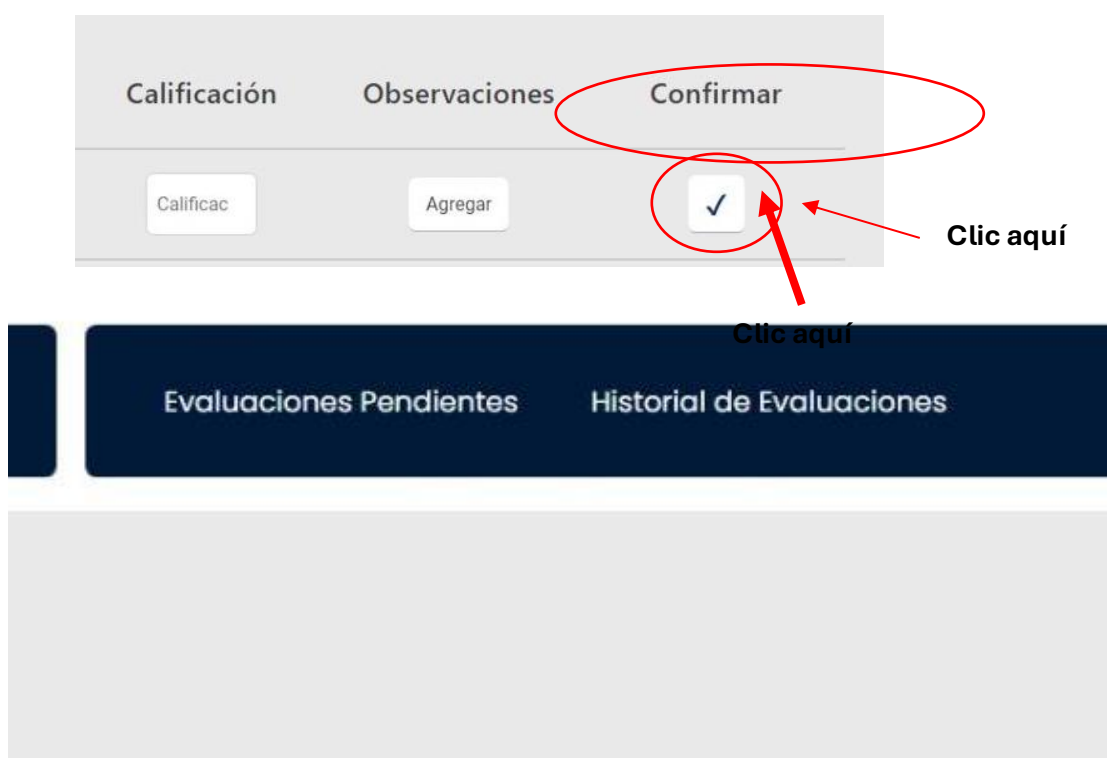 Calificación Observaciones Confirmar
Calificac Agregar ✓
Clic aquí
Clic aquí
Evaluaciones Pendientes Historial de Evaluaciones